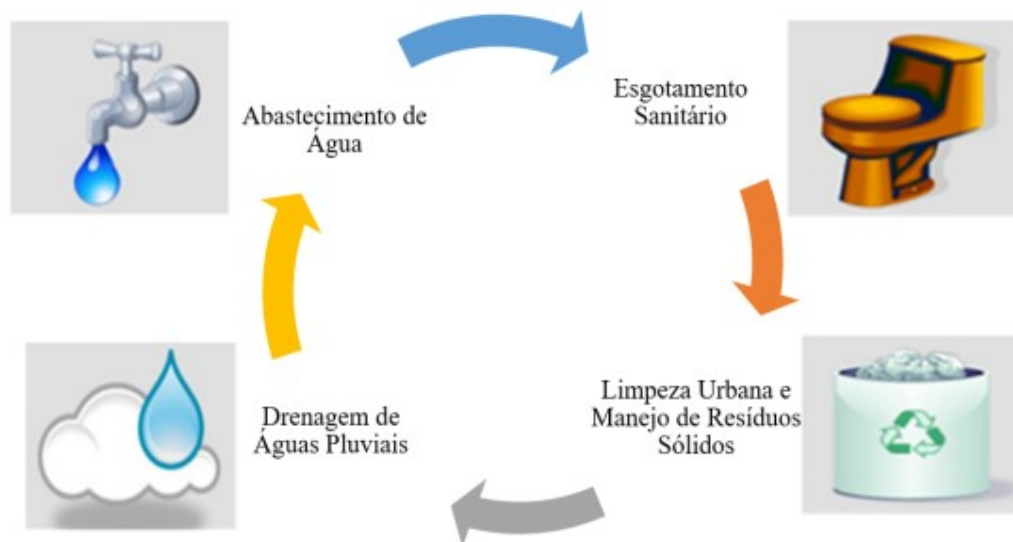 Abastecimento de
Água
Esgotamento
Sanitário
Limpeza Urbana e
Manejo de Resíduos
Sólidos
Drenagem de
Águas Pluviais